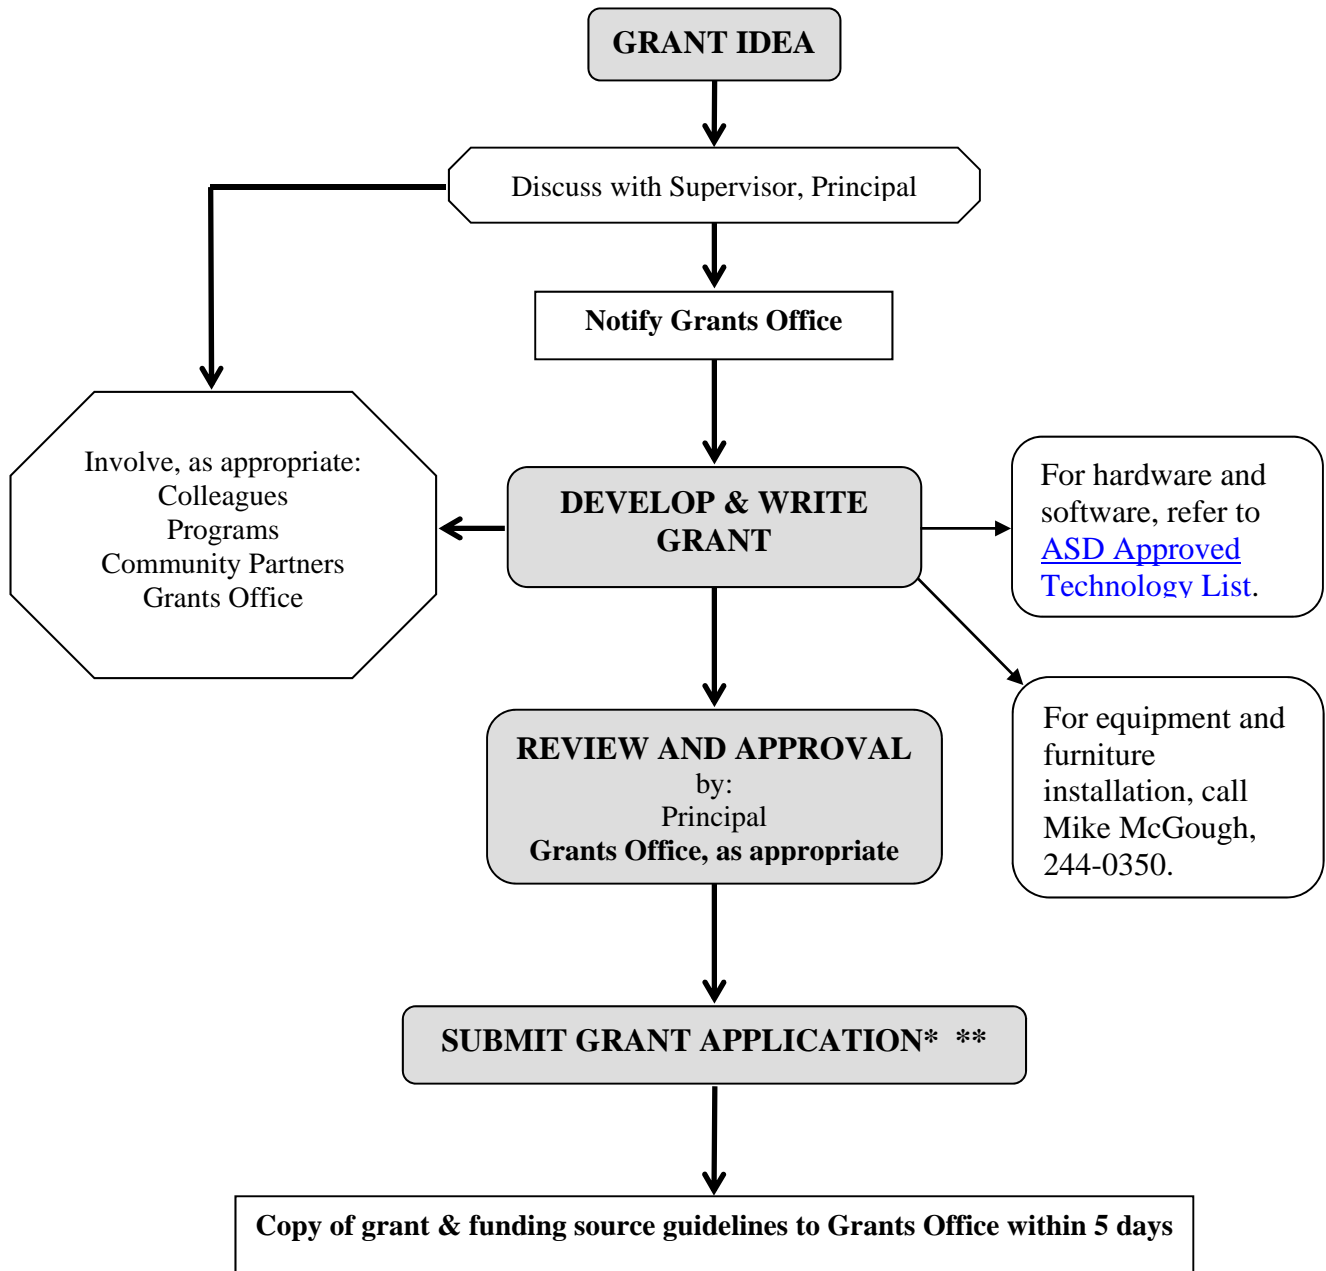 GRANT IDEA
Discuss with Supervisor, Principal
Notify Grants Office
Involve, as appropriate:
Colleagues
Programs
Community Partners
Grants Office
DEVELOP & WRITE
GRANT
For hardware and
software, refer to
ASD Approved
Technology List.
For equipment and
furniture
installation, call
Mike McGough,
244-0350.
REVIEW AND APPROVAL
by:
Principal
Grants Office, as appropriate
SUBMIT GRANT APPLICATION* **
Copy of grant & funding source guidelines to Grants Office within 5 days